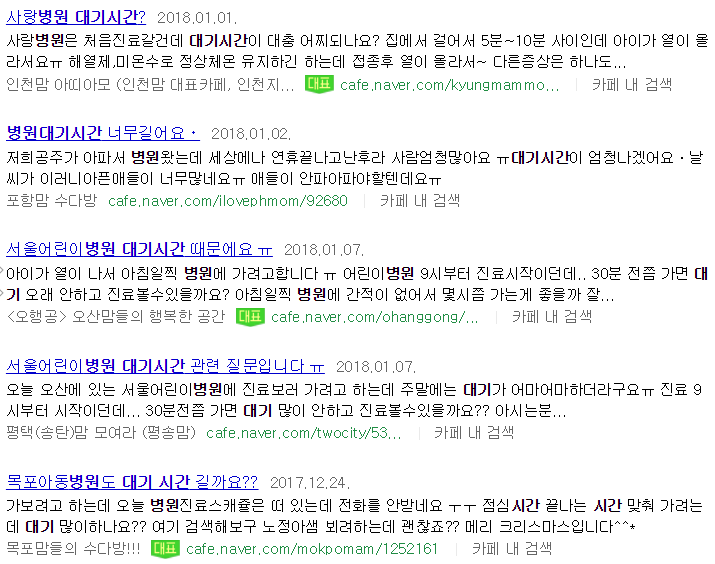 사랑병원 대기시간? 2018.01.01.
사랑병원은 처음진료갈건데 대기시간이 대충 어찌되나요? 집에서 걸어서 5분~10분 사이인데 아이가 열이 올
라서요ㅠ 해열제,미온수로 정상체온 유지하긴 하는데 접종후 열이 올라서~ 다른증상은 하나도...
인천맘 아띠아모 (인천맘 대표카페, 인천지... 대표 cafe.naver.com/kyungmammo... 카페 내 검색
병원대기시간 너무길어요· 2018.01.02.
저희공주가 아파서 병원왔는데 세상에나 연휴끝나고난후라 사람엄청많아요 ㅠ대기시간이 엄청나겠어요·날
씨가 이러니아픈애들이 너무많네요ㅠ 애들이 안파아파야할텐데요ㅠ
포항맘 수다방 cafe.naver.com/ilovephmom/92680 카페 내 검색
서울어린이병원 대기시간 때문에요 ㅠ 2018.01.07.
아이가 열이 나서 아침일찍 병원에 가려고합니다 ㅠ 어린이병원 9시부터 진료시작이던데.. 30분 전쯤 가면 대
기 오래 안하고 진료볼수있을까요? 아침일찍 병원에 간적이 없어서 몇시쯤 가는게 좋을까 잘...
<오행공> 오산맘들의 행복한 공간 대표 cafe.naver.com/ohanggong/... 카페 내 검색
서울어린이병원 대기시간 관련 질문입니다 ㅠ 2018.01.07.
오늘 오산에 있는 서울어린이병원에 진료보러 가려고 하는데 주말에는 대기가 어마어마하더라구요ㅠ 진료 9
시부터 시작이던데... 30분전쯤 가면 대기 많이 안하고 진료볼수있을까요?? 아시는분...
평택(송탄)맘 모여라 (평송맘) cafe.naver.com/twocity/53... 카페 내 검색
목포아동병원도 대기 시간 길까요?? 2017.12.24.
가보려고 하는데 오늘 병원진료스캐쥴은 떠 있는데 전화를 안받네요 ㅜㅜ 점심시간 끝나는 시간 맞춰 가려는
데 대기 많이하나요?? 여기 검색해보구 노정아샘 뵈려하는데 괜찮죠?? 메리 크리스마스입니다^^*
목포맘들의 수다방!!! 대표 cafe.naver.com/mokpomam/1252161 카페 내 검색